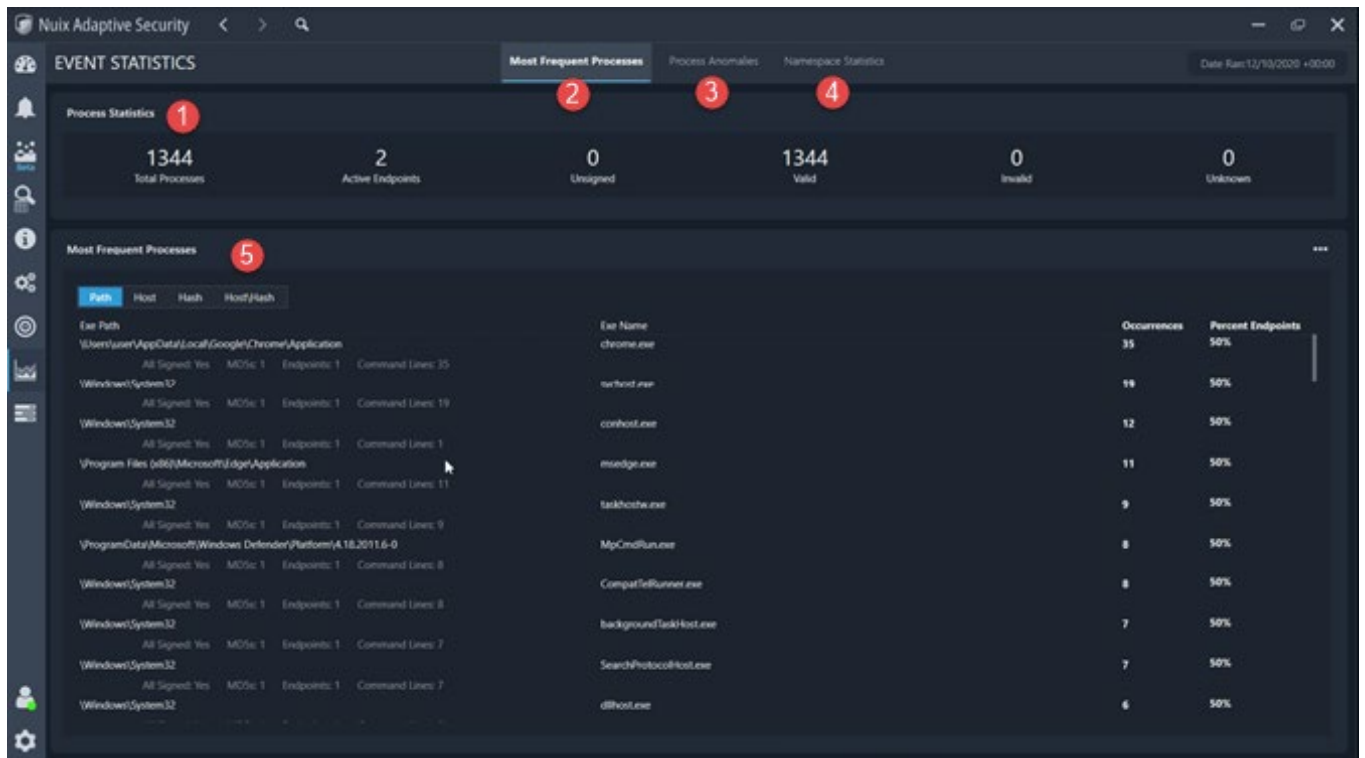 Nuix Adaptive Security
EVENT STATISTICS
Most Frequent Processes Process Anomalies Namespace Statistics
Date Ran:12/10/2020 +00:00
2 3 4
Process Statistics 1
1344 2 0 1344 0 0
Total Processes Active Endpoints Unsigned Valid Invalid Unknown
Beta
Most Frequent Processes 5
Path Host Hash Host\Hash
Exe Path Exe Name Occurrences Percent Endpoints
\Users\user\AppData\Local\Google\Chrome\Application chrome.exe 35 50%
All Signed: Yes MD5s: 1 Endpoints: 1 Command Lines: 35
\Windows\System32 svchost.exe 19 50%
All Signed: Yes MD5s: 1 Endpoints: 1 Command Lines: 19
\Windows\System32 conhost.exe 12 50%
All Signed: Yes MD5s: 1 Endpoints: 1 Command Lines: 1
\Program Files (x86)\Microsoft\Edge\Application msedge.exe 11 50%
All Signed: Yes MD5s: 1 Endpoints: 1 Command Lines: 11
\Windows\System32 taskhostw.exe 9 50%
All Signed: Yes MD5s: 1 Endpoints: 1 Command Lines: 9
\ProgramData\Microsoft\Windows Defender\Platform\4.18.2011.6-0 MpCmdRun.exe 8 50%
All Signed: Yes MD5s: 1 Endpoints: 1 Command Lines: 8
\Windows\System32 CompatTelRunner.exe 8 50%
All Signed: Yes MD5s: 1 Endpoints: 1 Command Lines: 8
\Windows\System32 backgroundTaskHost.exe 7 50%
All Signed: Yes MD5s: 1 Endpoints: 1 Command Lines: 7
\Windows\System32 SearchProtocolHost.exe 7 50%
All Signed: Yes MD5s: 1 Endpoints: 1 Command Lines: 7
\Windows\System32 dllhost.exe 6 50%